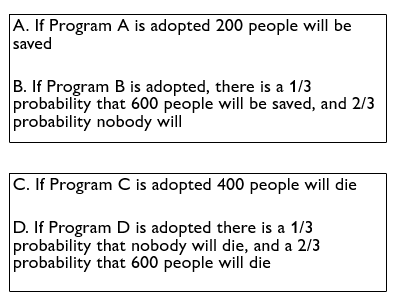 A. If Program A is adopted 200 people will be
saved
B. If Program B is adopted, there is a 1/3
probability that 600 people will be saved, and 2/3
probability nobody will
C. If Program C is adopted 400 people will die
D. If Program D is adopted there is a 1/3
probability that nobody will die, and a 2/3
probability that 600 people will die